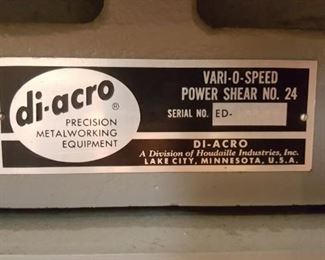 di-acro®
PRECISION
METALWORKING
EQUIPMENT
VARI-O-SPEED
POWER SHEAR NO. 24
SERIAL NO. ED-
DI-ACRO
A Division of Houdaille Industries, Inc.
LAKE CITY, MINNESOTA, U.S.A.